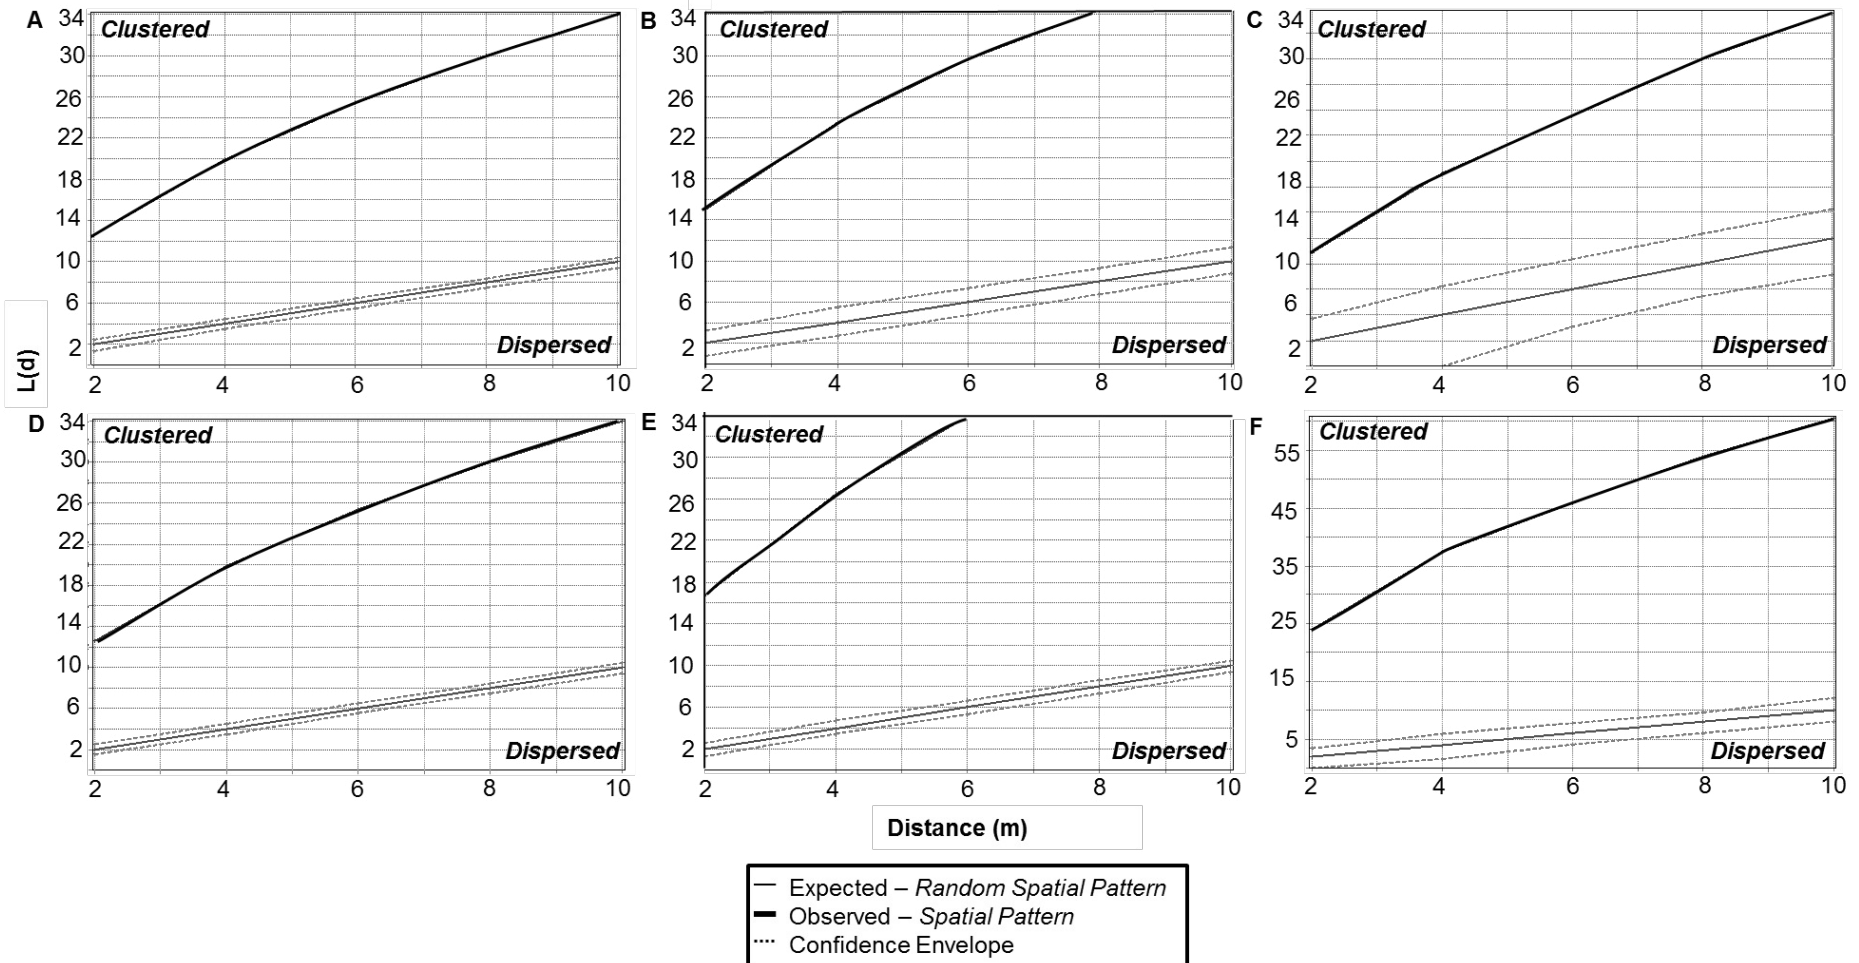 A
Clustered
34
30
26
22
18
14
10
6
2
Dispersed
2 4 6 8 10
B
Clustered
34
30
26
22
18
14
10
6
2
Dispersed
2 4 6 8 10
C
Clustered
34
30
26
22
18
14
10
6
2
Dispersed
2 4 6 8 10
L(d)
D
Clustered
34
30
26
22
18
14
10
6
2
Dispersed
2 4 6 8 10
E
Clustered
34
30
26
22
18
14
10
6
2
Dispersed
2 4 6 8 10
F
Clustered
55
45
35
25
15
5
Dispersed
2 4 6 8 10
Distance (m)
Expected – Random Spatial Pattern
Observed – Spatial Pattern
Confidence Envelope